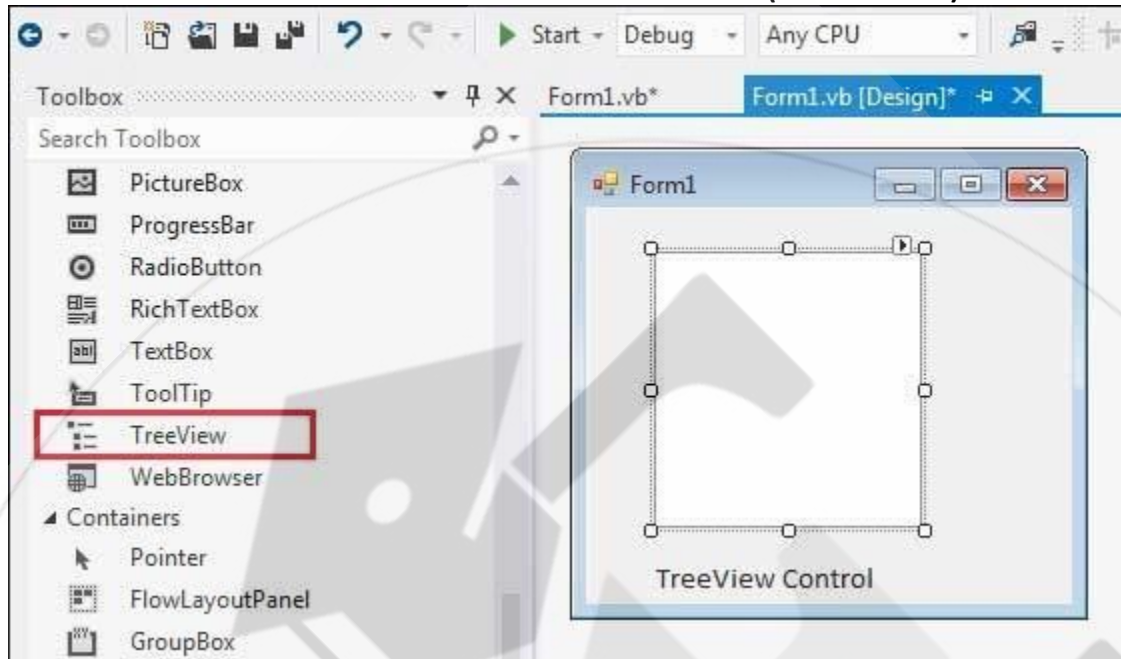 Start Debug Any CPU
Toolbox
Form1.vb*
Form1.vb [Design]*
Search Toolbox
PictureBox
ProgressBar
RadioButton
RichTextBox
TextBox
ToolTip
TreeView
WebBrowser
Containers
Pointer
FlowLayoutPanel
GroupBox
Form1
TreeView Control